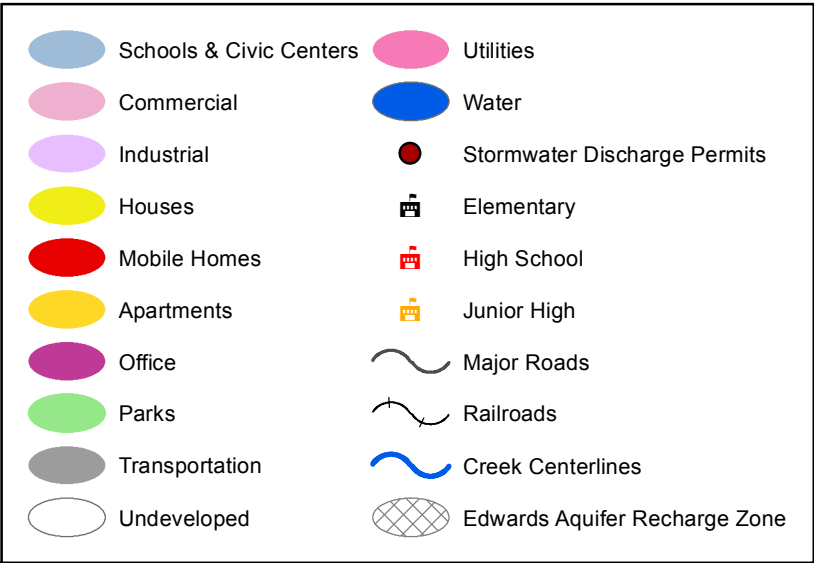 Schools & Civic Centers
Commercial
Industrial
Houses
Mobile Homes
Apartments
Office
Parks
Transportation
Undeveloped
Utilities
Water
Stormwater Discharge Permits
Elementary
High School
Junior High
Major Roads
Railroads
Creek Centerlines
Edwards Aquifer Recharge Zone